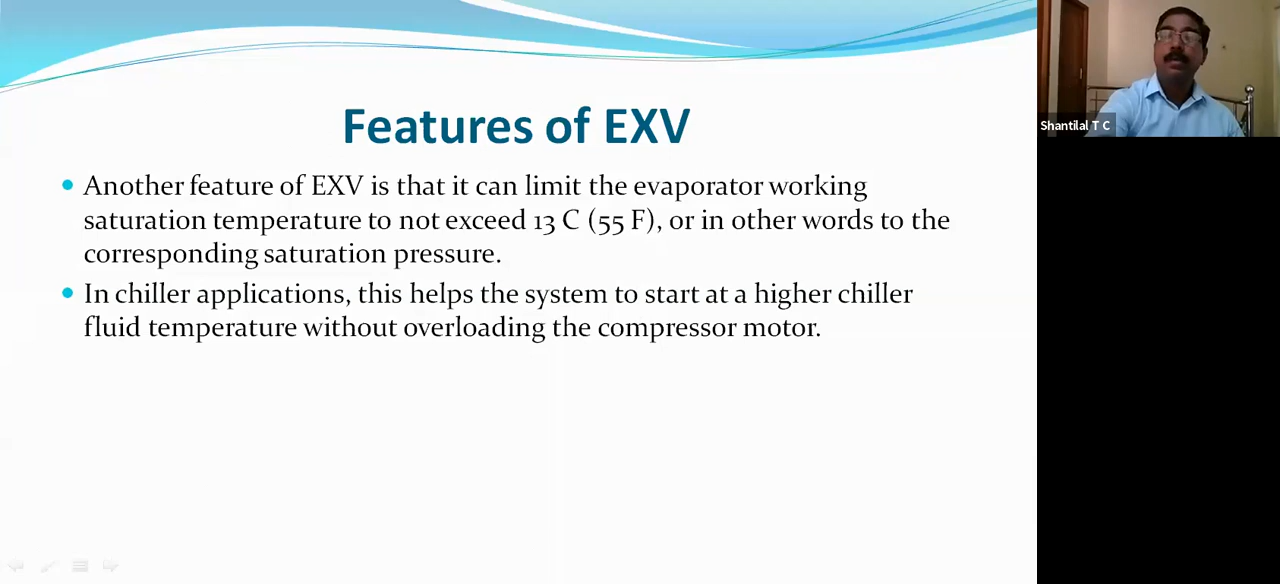 Features of EXV
Another feature of EXV is that it can limit the evaporator working
saturation temperature to not exceed 13 C (55 F), or in other words to the
corresponding saturation pressure.
In chiller applications, this helps the system to start at a higher chiller
fluid temperature without overloading the compressor motor.
Shantilal T C